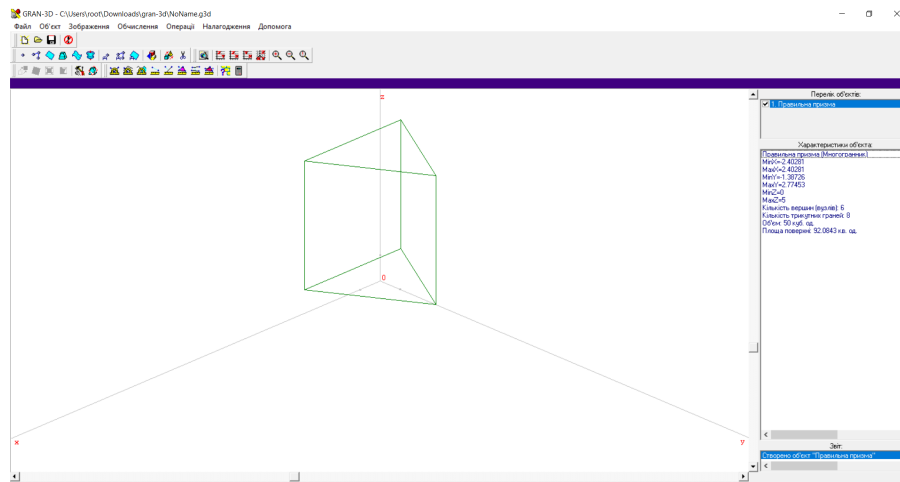 GRAN-3D - C:\Users\root\Downloads\gran-3d\NoName.g3d
Файл Об'єкт Зображення Обчислення Операції Налагодження Допомога
z
0
x
y
Перелік об'єктів:
1. Правильна призма
Характеристики об'єкта:
Правильна призма (Многогранник)
MinX=-2.40281
MaxX=2.40281
MinY=-1.38726
MaxY=2.77453
MinZ=0
MaxZ=5
Кількість вершин (вузлів): 6
Кількість трикутних граней: 8
Об'єм: 50 куб. од.
Площа поверхні: 92.0843 кв. од.
Звіт:
Створено об'єкт "Правильна призма"